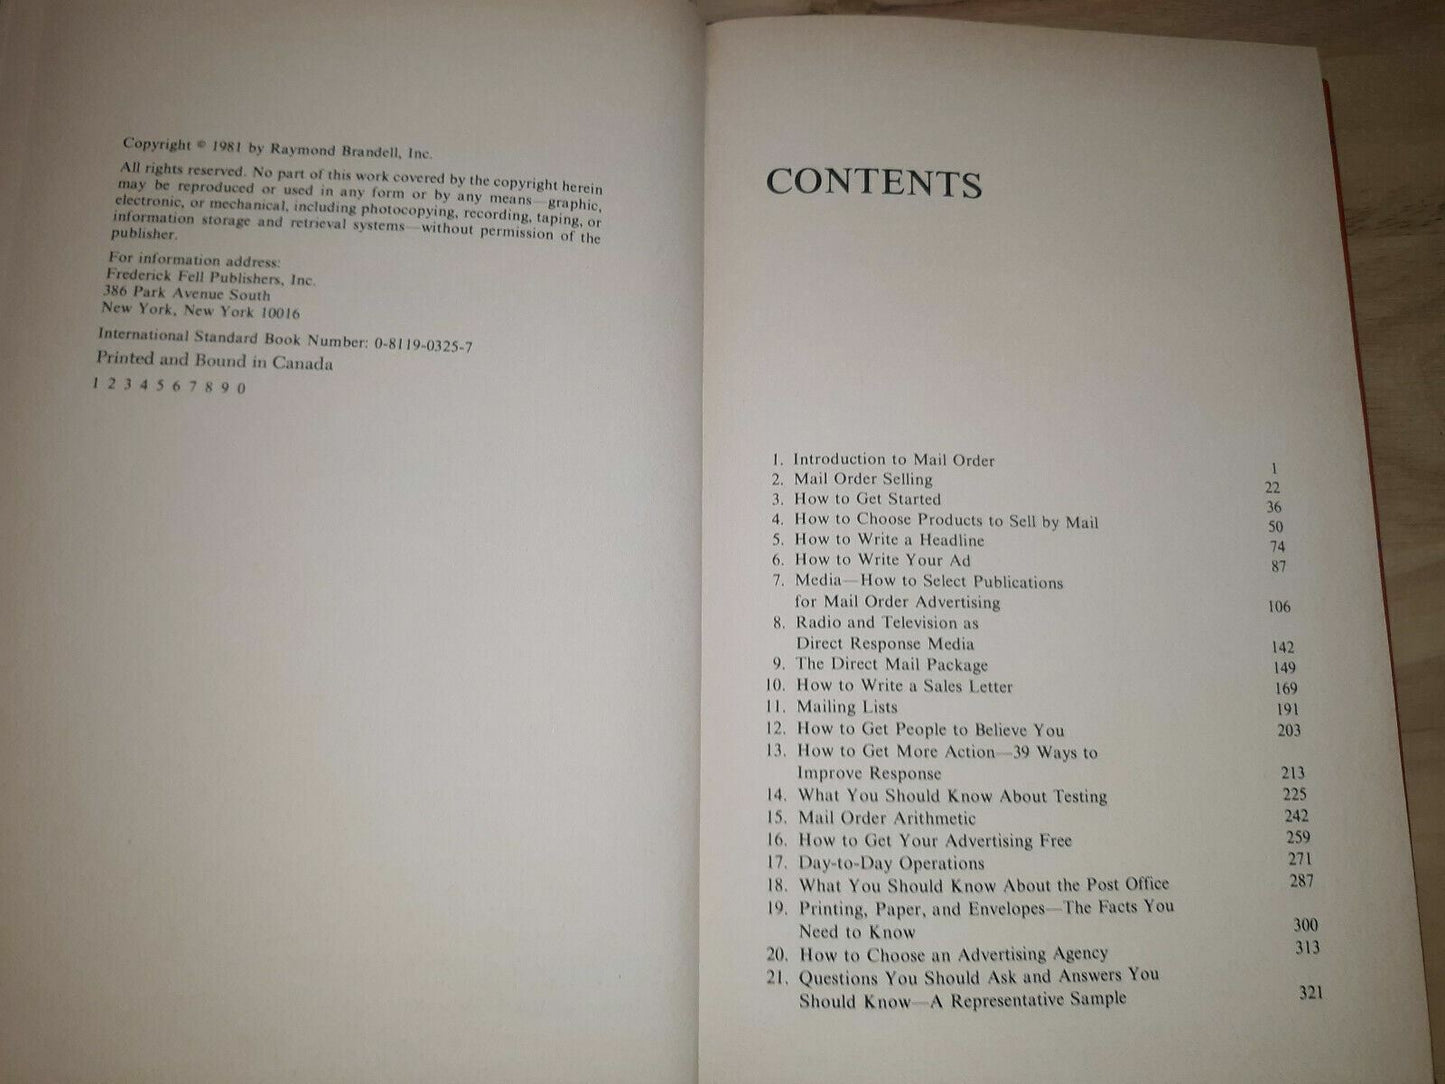 Copyright © 1981 by Raymond Brandell, Inc.
All rights reserved. No part of this work covered by the copyright herein
may be reproduced or used in any form or by any means—graphic,
electronic, or mechanical, including photocopying, recording, taping, or
information storage and retrieval systems—without permission of the
publisher.
For information address:
Frederick Fell Publishers, Inc.
386 Park Avenue South
New York, New York 10016
International Standard Book Number: 0-8119-0325-7
Printed and Bound in Canada
1 2 3 4 5 6 7 8 9 0
CONTENTS
1. Introduction to Mail Order 1
2. Mail Order Selling 22
3. How to Get Started 36
4. How to Choose Products to Sell by Mail 50
5. How to Write a Headline 74
6. How to Write Your Ad 87
7. Media—How to Select Publications
for Mail Order Advertising 106
8. Radio and Television as
Direct Response Media 142
9. The Direct Mail Package 149
10. How to Write a Sales Letter 169
11. Mailing Lists 191
12. How to Get People to Believe You 203
13. How to Get More Action—39 Ways to
Improve Response 213
14. What You Should Know About Testing 225
15. Mail Order Arithmetic 242
16. How to Get Your Advertising Free 259
17. Day-to-Day Operations 271
18. What You Should Know About the Post Office 287
19. Printing, Paper, and Envelopes—The Facts You
Need to Know 300
20. How to Choose an Advertising Agency 313
21. Questions You Should Ask and Answers You
Should Know—A Representative Sample 321